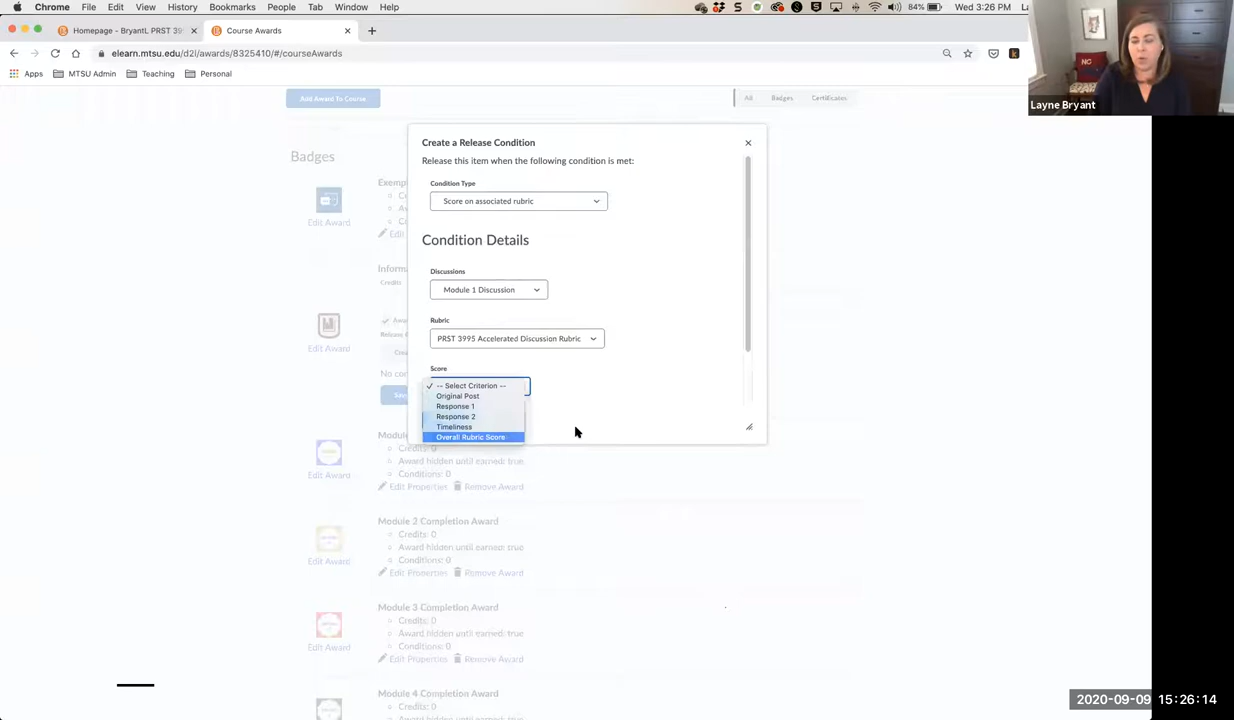 Chrome File Edit View History Bookmarks People Tab Window Help
84% Wed 3:26 PM
Homepage - BryantL PRST 39
Course Awards
elearn.mtsu.edu/d2l/awards/8325410/#/courseAwards
Apps MTSU Admin Teaching Personal
Layne Bryant
Add Award To Course
All Badges Certificates
Badges
Create a Release Condition
Release this item when the following condition is met:
Condition Type
Score on associated rubric
Condition Details
Discussions
Module 1 Discussion
Rubric
PRST 3995 Accelerated Discussion Rubric
Score
-- Select Criterion --
Original Post
Response 1
Response 2
Timeliness
Overall Rubric Score
Edit Award
Edit Award
Credits: 0
Award hidden until earned: true
Conditions: 0
Edit Award
Edit Properties Remove Award
Module 2 Completion Award
Credits: 0
Award hidden until earned: true
Conditions: 0
Edit Award
Edit Properties Remove Award
Module 3 Completion Award
Credits: 0
Award hidden until earned: true
Conditions: 0
Edit Award
Edit Properties Remove Award
Module 4 Completion Award
Credits: 0
2020-09-09 15:26:14